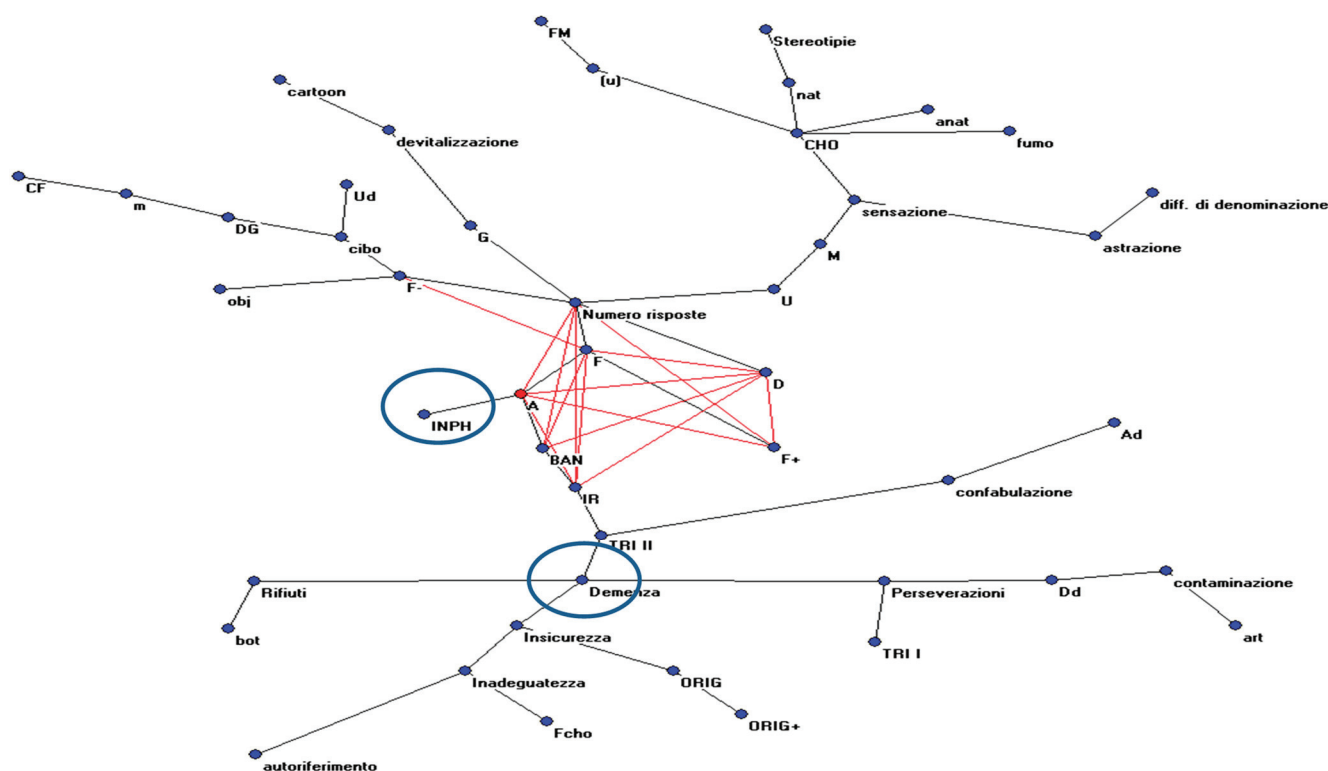 FM
Stereotipie
(u)
cartoon
nat
anat
devitalizzazione
CHO
fumo
CF
m
Ud
diff. di denominazione
DG
sensazione
G
cibo
astrazione
M
F-
obj
U
Numero risposte
F
D
A
INPH
Ad
BAN
F+
IR
confabulazione
TRI II
Rifiuti
Demenza
Perseverazioni
Dd
contaminazione
bot
Insicurezza
art
TRI I
Inadeguatezza
ORIG
Fcho
ORIG+
autoriferimento